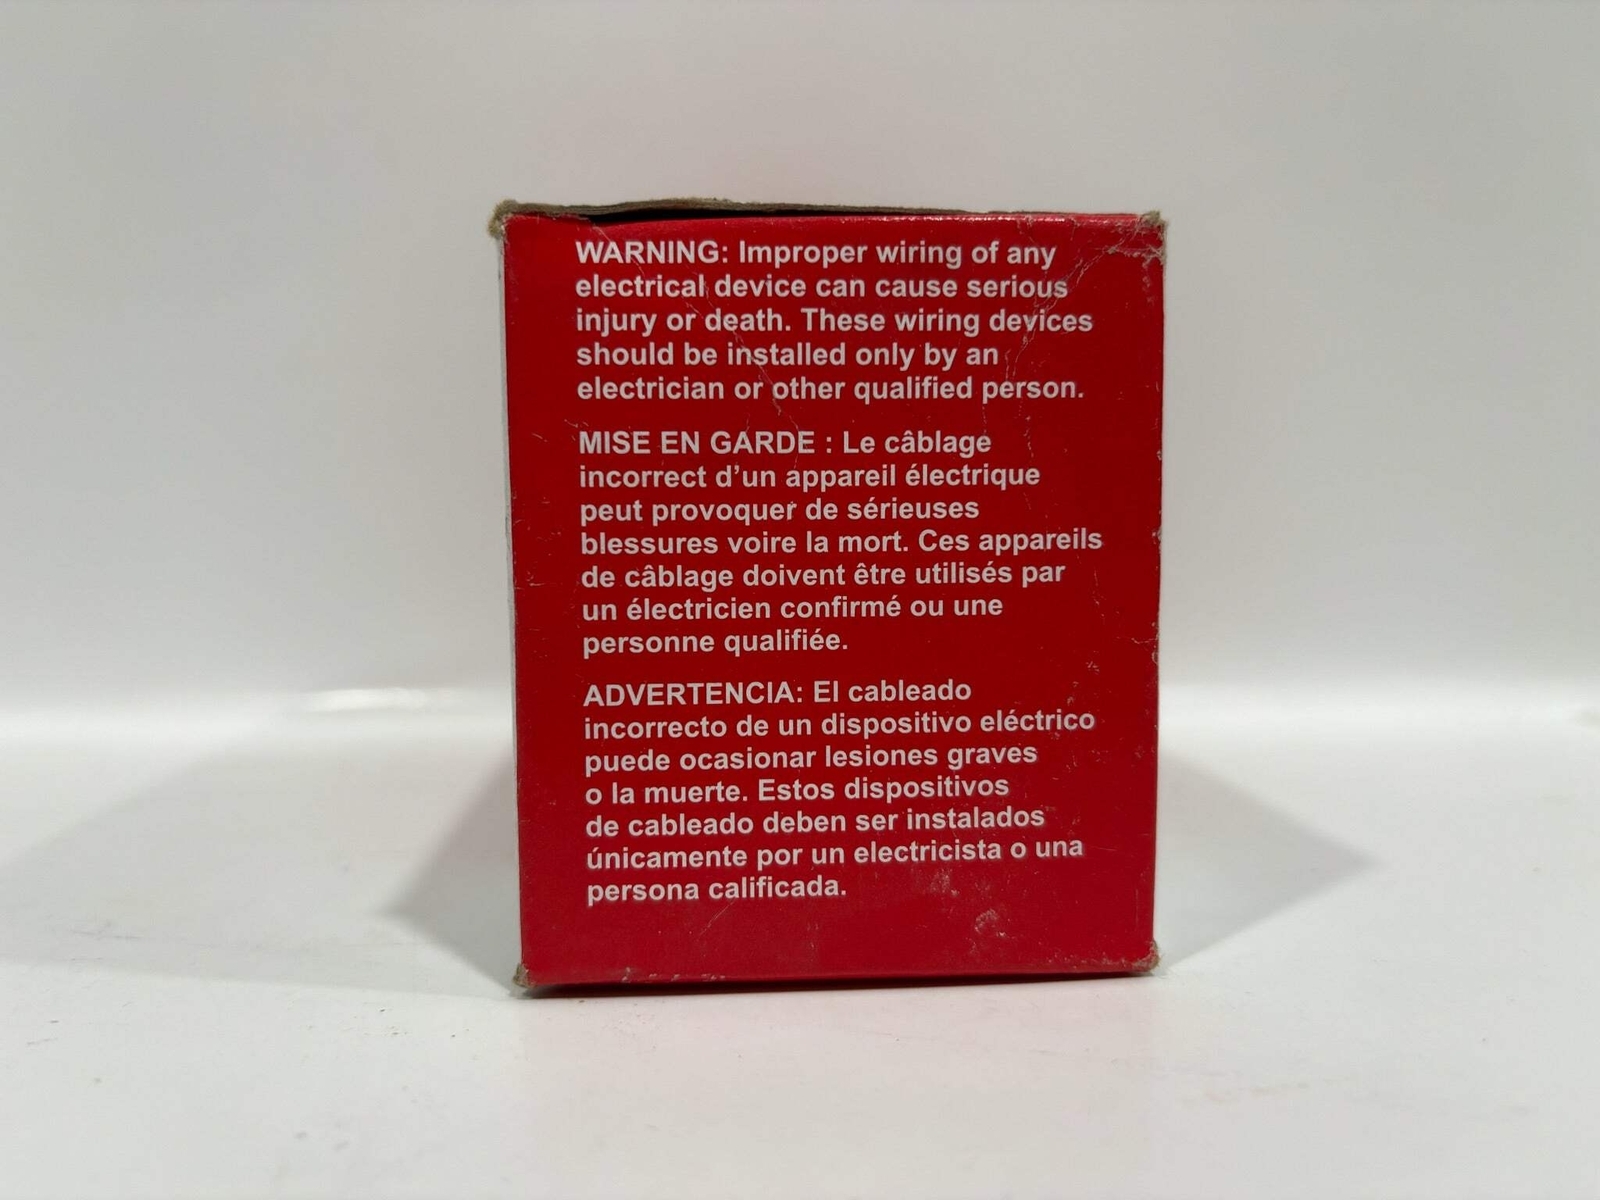 WARNING: Improper wiring of any
electrical device can cause serious
injury or death. These wiring devices
should be installed only by an
electrician or other qualified person.
MISE EN GARDE : Le câblage
incorrect d’un appareil électrique
peut provoquer de sérieuses
blessures voire la mort. Ces appareils
de câblage doivent être utilisés par
un électricien confirmé ou une
personne qualifiée.
ADVERTENCIA: El cableado
incorrecto de un dispositivo eléctrico
puede ocasionar lesiones graves
o la muerte. Estos dispositivos
de cableado deben ser instalados
únicamente por un electricista o una
persona calificada.